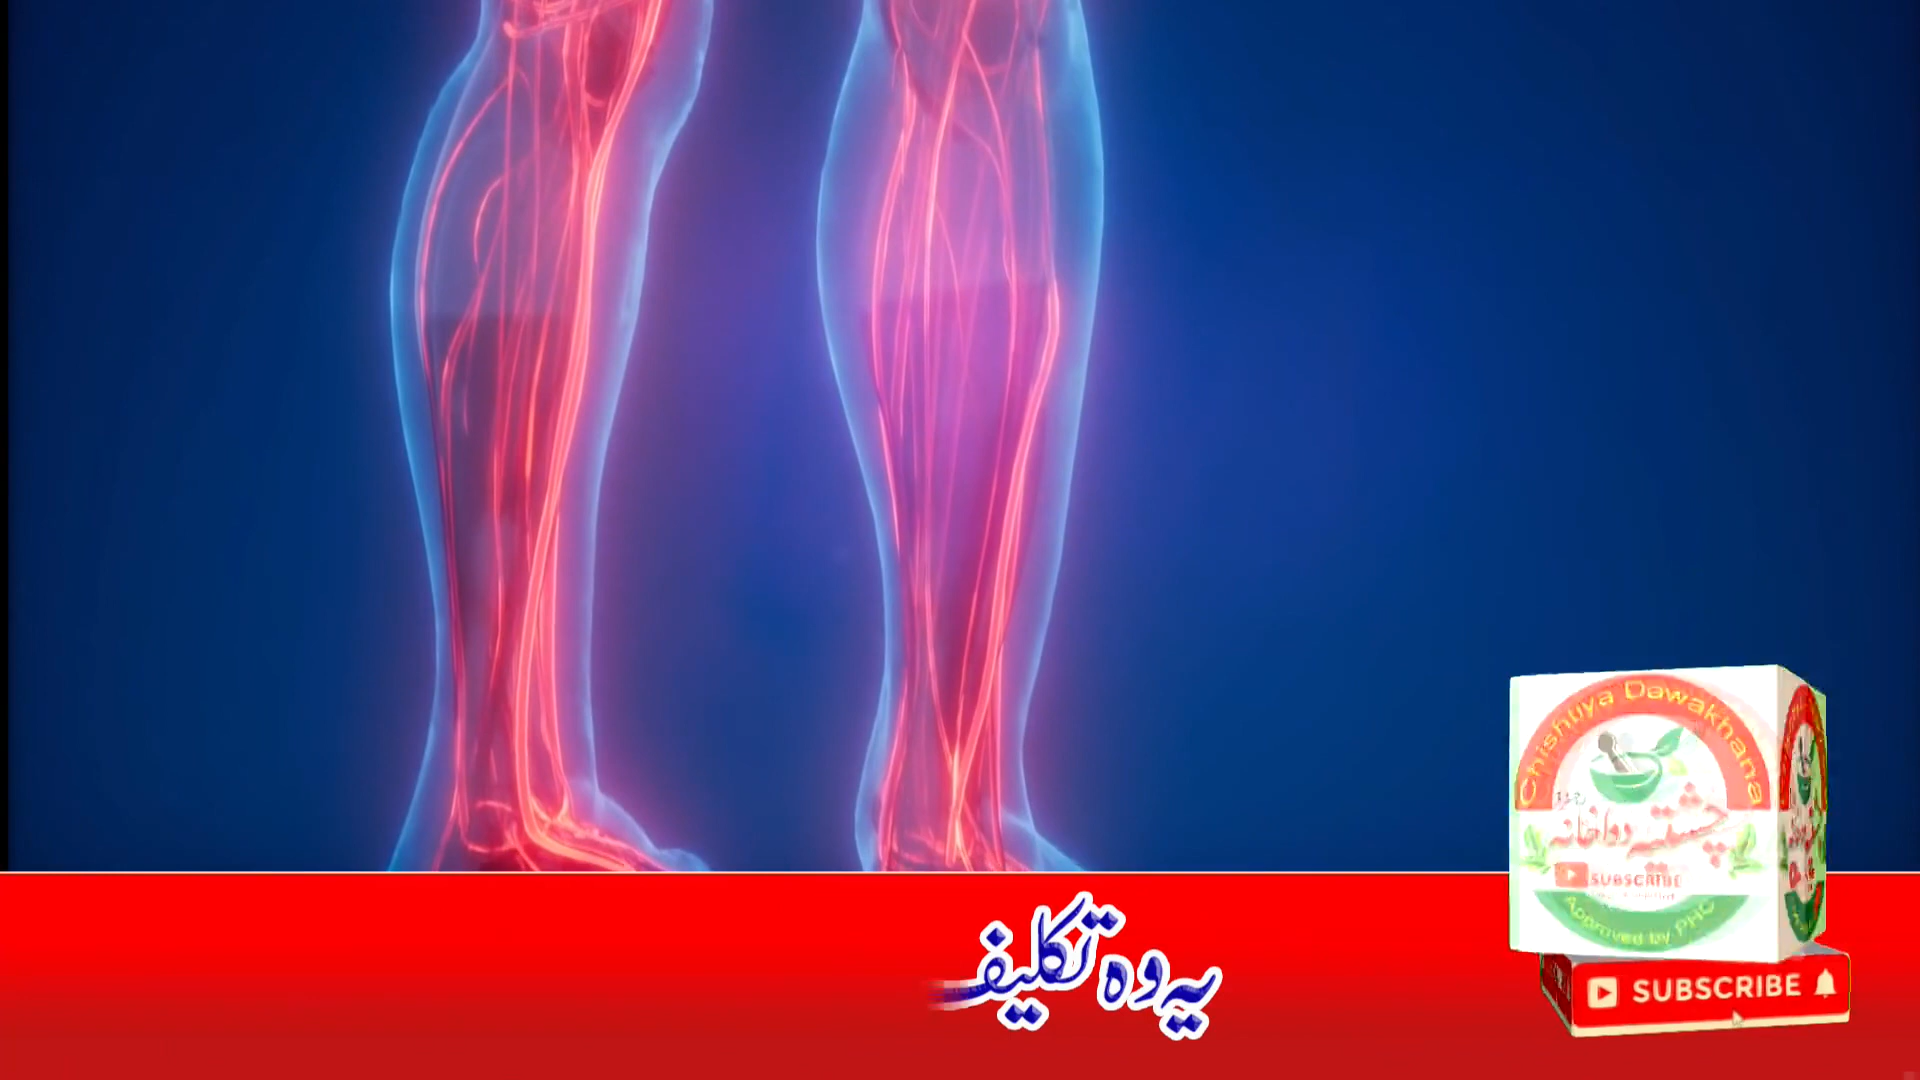 یہ وہ تکلیف
Chishtiya Dawakhana
چشتیہ دواخانہ
SUBSCRIBE
Approved by PHC
SUBSCRIBE